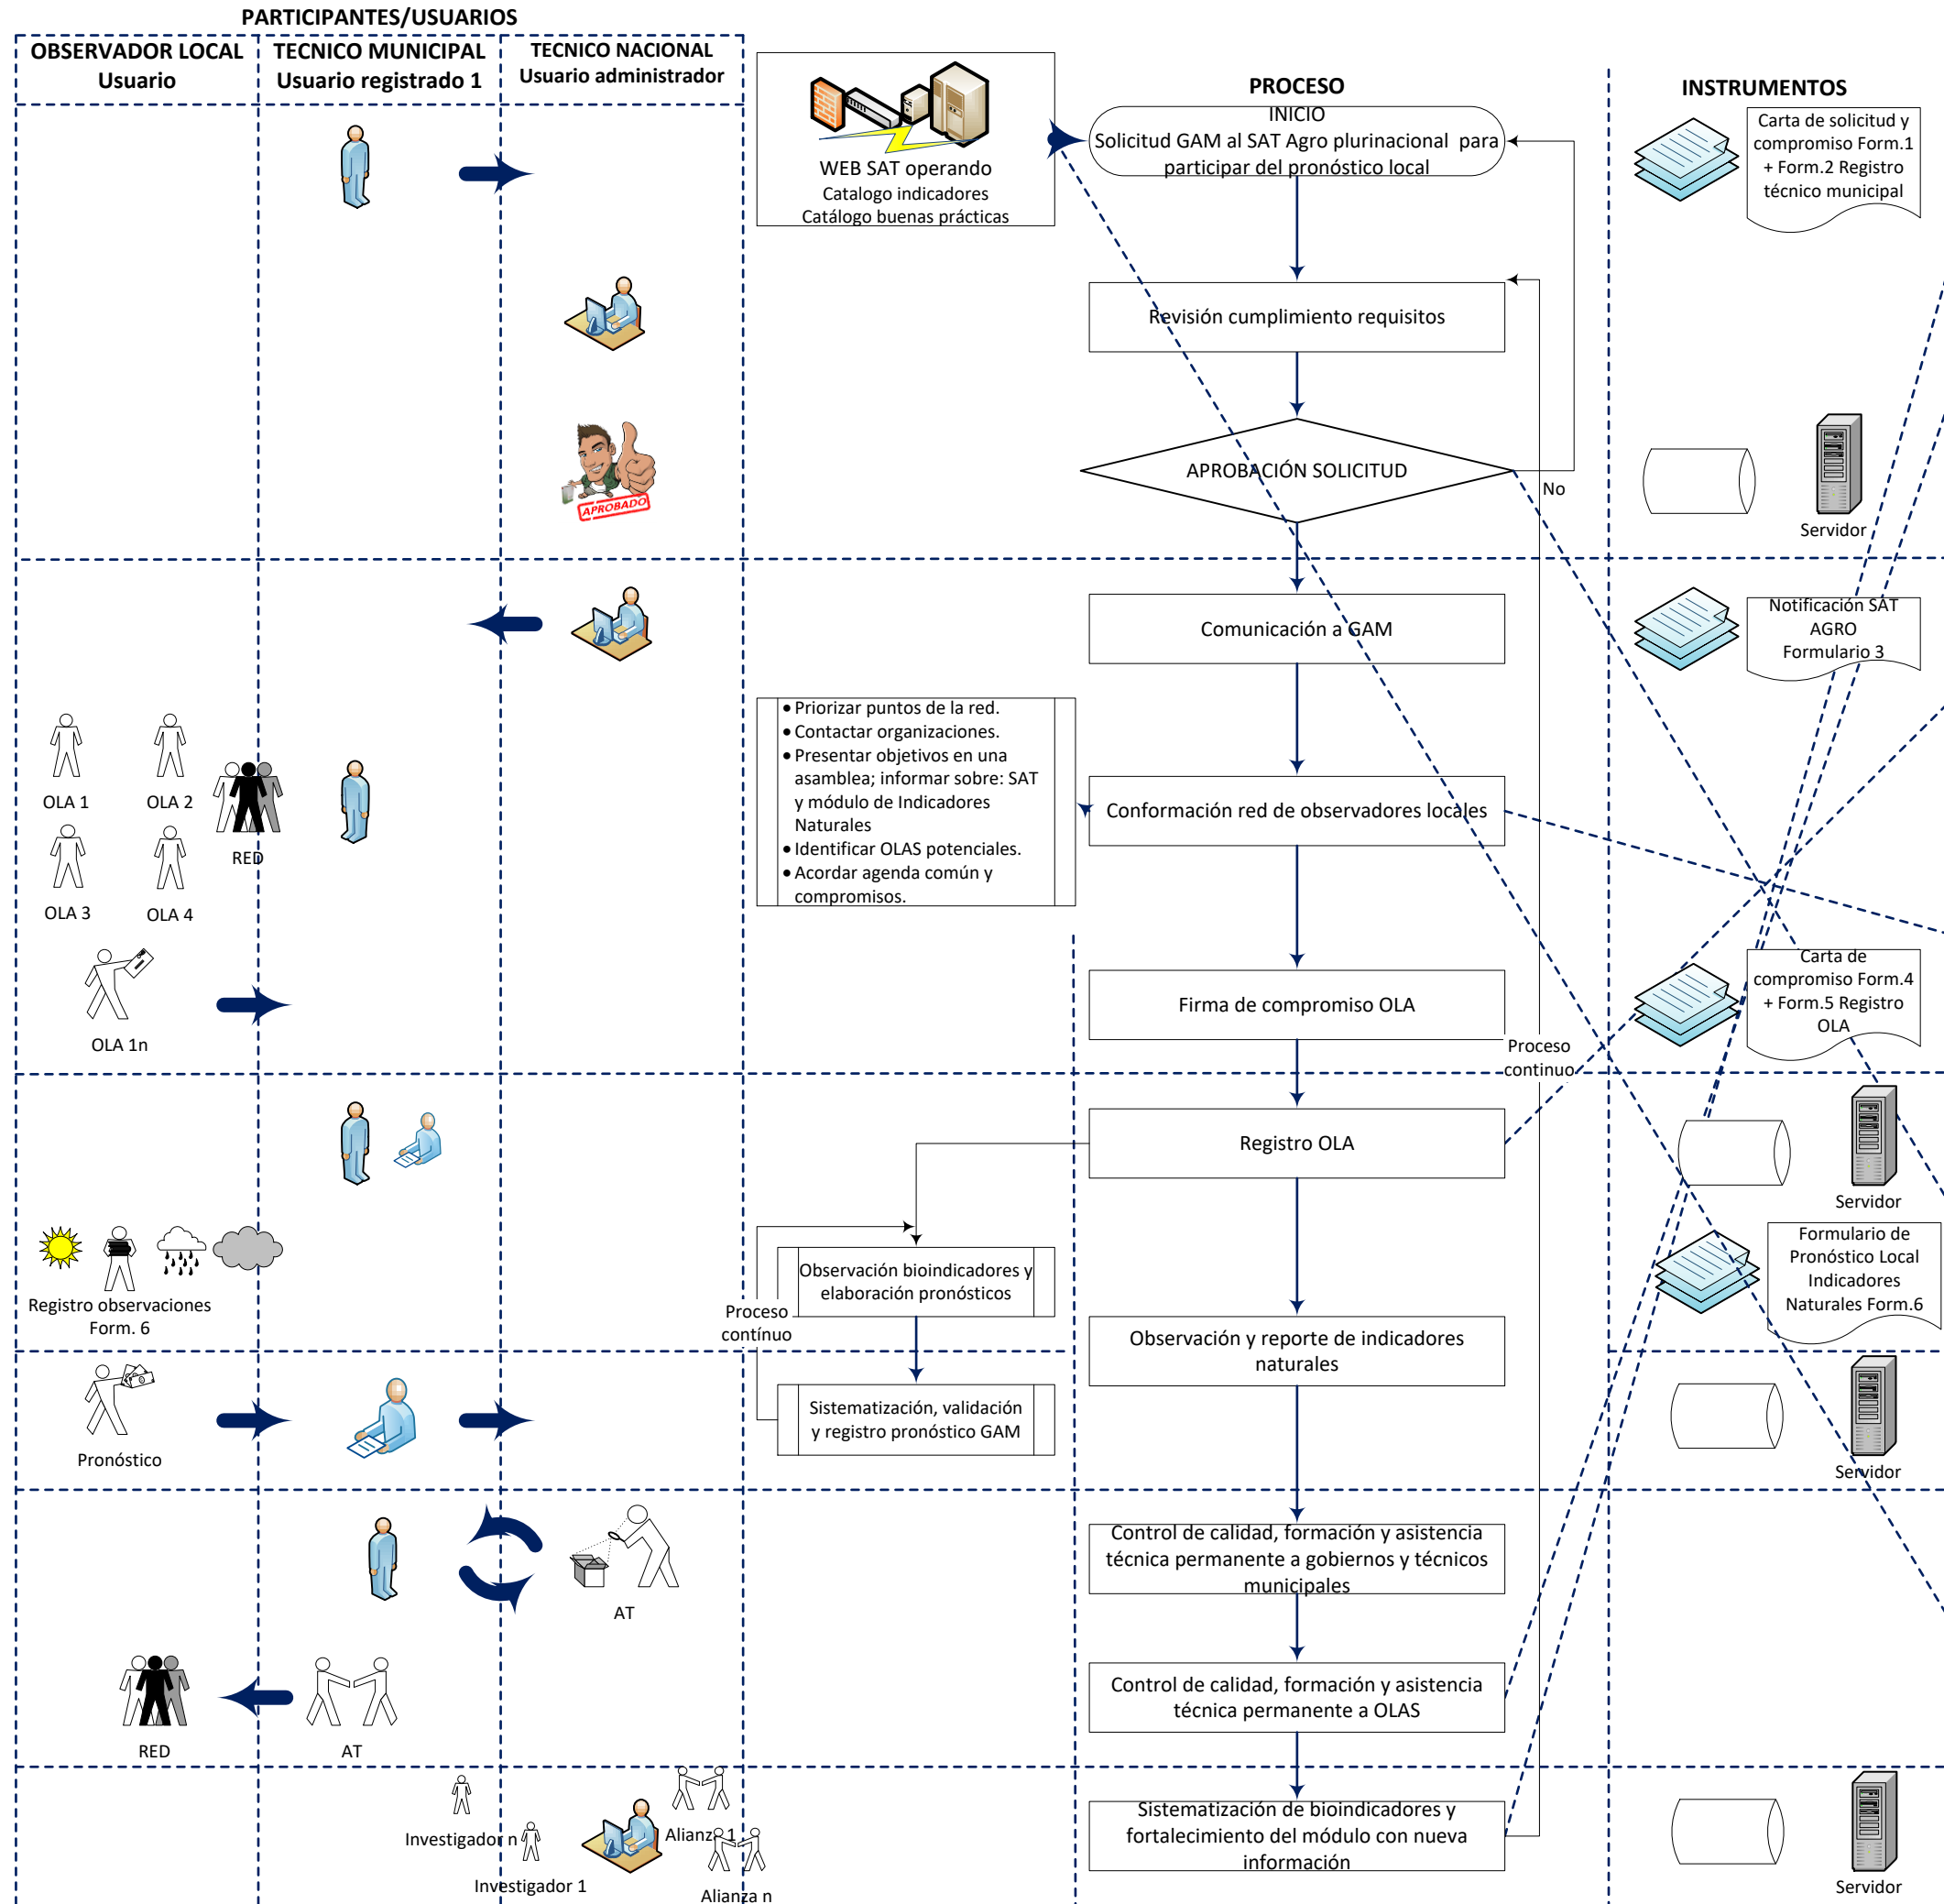 PARTICIPANTES/USUARIOS
OBSERVADOR LOCAL
Usuario
TECNICO MUNICIPAL
Usuario registrado 1
TECNICO NACIONAL
Usuario administrador
WEB SAT operando
Catalogo indicadores
Catálogo buenas prácticas
PROCESO
INICIO
Solicitud GAM al SAT Agro plurinacional para
participar del pronóstico local
INSTRUMENTOS
Carta de solicitud y
compromiso Form.1
+ Form.2 Registro
técnico municipal
Revisión cumplimiento requisitos
APROBADO
APROBACIÓN SOLICITUD
No
Servidor
Comunicación a GAM
Notificación SAT
AGRO
Formulario 3
OLA 1
OLA 2
OLA 3
OLA 4
RED
• Priorizar puntos de la red.
• Contactar organizaciones.
• Presentar objetivos en una
asamblea; informar sobre: SAT
y módulo de Indicadores
Naturales
• Identificar OLAS potenciales.
• Acordar agenda común y
compromisos.
Conformación red de observadores locales
OLA 1n
Firma de compromiso OLA
Carta de
compromiso Form.4
+ Form.5 Registro
OLA
Proceso
continuo
Registro OLA
Servidor
Registro observaciones
Form. 6
Observación bioindicadores y
elaboración pronósticos
Proceso
contínuo
Observación y reporte de indicadores
naturales
Formulario de
Pronóstico Local
Indicadores
Naturales Form.6
Pronóstico
Sistematización, validación
y registro pronóstico GAM
Servidor
AT
Control de calidad, formación y asistencia
técnica permanente a gobiernos y técnicos
municipales
RED
AT
Control de calidad, formación y asistencia
técnica permanente a OLAS
Investigador n
Investigador 1
Alianza 1
Alianza n
Sistematización de bioindicadores y
fortalecimiento del módulo con nueva
información
Servidor